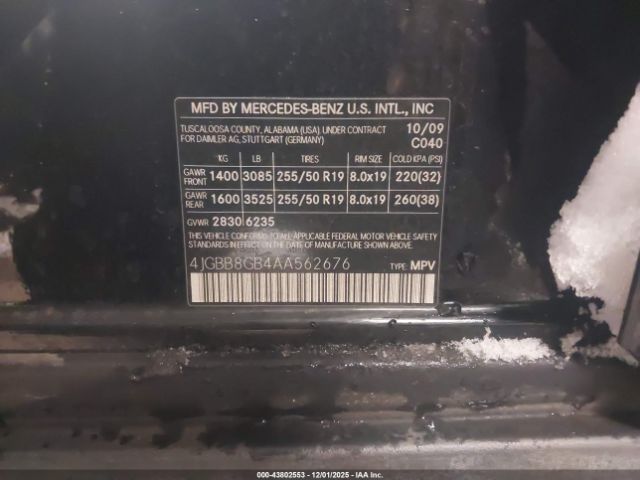 MFD BY MERCEDES-BENZ U.S. INTL., INC
TUSCALOOSA COUNTY, ALABAMA (USA) UNDER CONTRACT 10/09
FOR DAIMLER AG, STUTTGART (GERMANY) C040
KG LB TIRES RIM SIZE COLD KPA (PSI)
GAWR FRONT 1400 3085 255/50 R19 8.0x19 220(32)
GAWR REAR 1600 3525 255/50 R19 8.0x19 260(38)
GVWR 2830 6235
THIS VEHICLE CONFORMS TO ALL APPLICABLE FEDERAL MOTOR VEHICLE SAFETY
STANDARDS IN EFFECT ON THE DATE OF MANUFACTURE SHOWN ABOVE.
4JGBB8GB4AA562676 TYPE: MPV
000-43802553 - 12/01/2025 - IAA Inc.